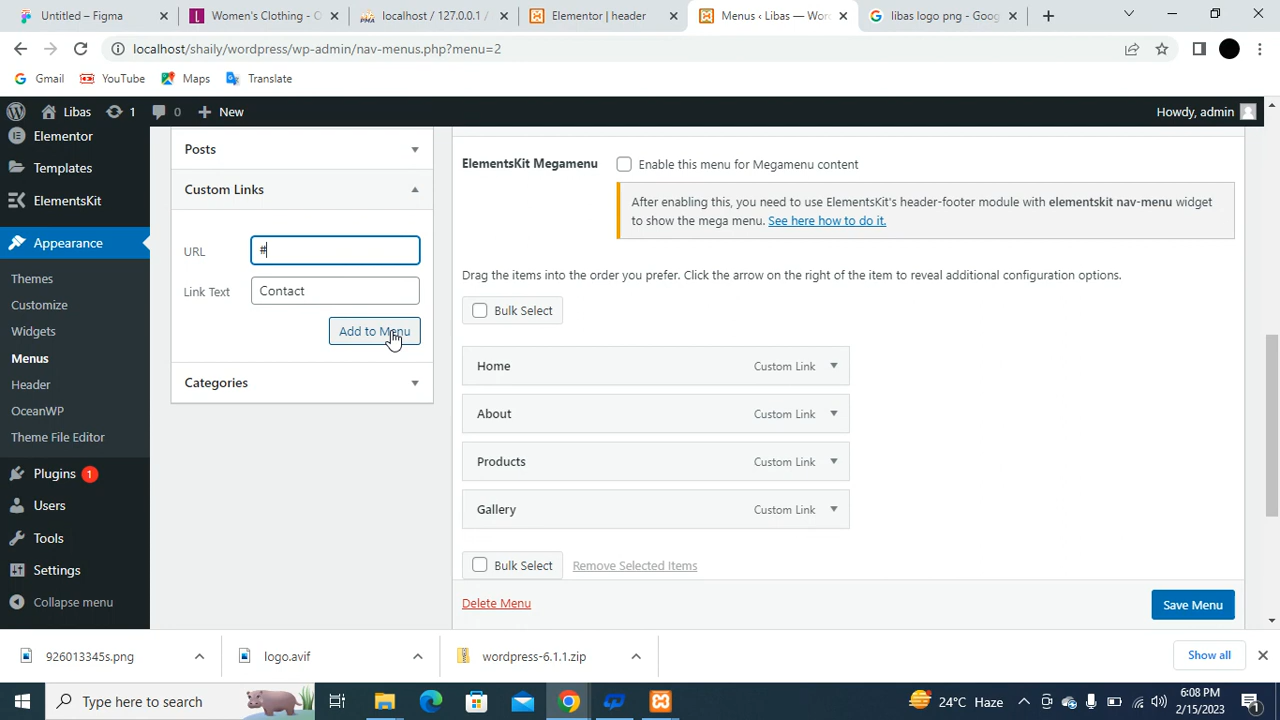 Untitled – Figma
Women's Clothing - O
localhost / 127.0.0.1 /
Elementor | header
Menus ‹ Libas — Wor
libas logo png - Goog
localhost/shaily/wordpress/wp-admin/nav-menus.php?menu=2
Gmail
YouTube
Maps
Translate
Libas
1
0
New
Howdy, admin
Elementor
Templates
ElementsKit
Appearance
Themes
Customize
Widgets
Menus
Header
OceanWP
Theme File Editor
Plugins 1
Users
Tools
Settings
Collapse menu
Posts
Custom Links
URL
#
Link Text
Contact
Add to Menu
Categories
ElementsKit Megamenu
Enable this menu for Megamenu content
After enabling this, you need to use ElementsKit's header-footer module with elementskit nav-menu widget
to show the mega menu. See here how to do it.
Drag the items into the order you prefer. Click the arrow on the right of the item to reveal additional configuration options.
Bulk Select
Home Custom Link
About Custom Link
Products Custom Link
Gallery Custom Link
Bulk Select
Remove Selected Items
Delete Menu
Save Menu
926013345s.png
logo.avif
wordpress-6.1.1.zip
Show all
Type here to search
24°C Haze
6:08 PM
2/15/2023
1